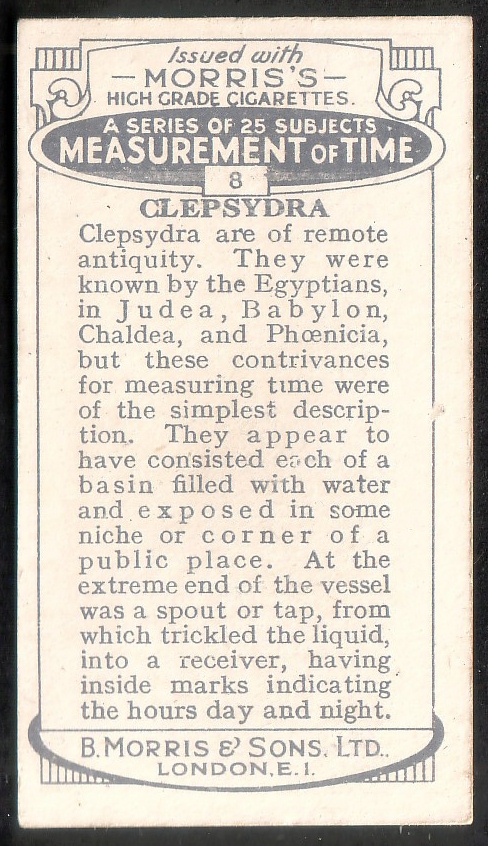 Issued with
MORRIS'S
HIGH GRADE CIGARETTES.
A SERIES OF 25 SUBJECTS
MEASUREMENT OF TIME
8
CLEPSYDRA
Clepsydra are of remote
antiquity. They were
known by the Egyptians,
in Judea, Babylon,
Chaldea, and Phœnicia,
but these contrivances
for measuring time were
of the simplest descrip-
tion. They appear to
have consisted each of a
basin filled with water
and exposed in some
niche or corner of a
public place. At the
extreme end of the vessel
was a spout or tap, from
which trickled the liquid,
into a receiver, having
inside marks indicating
the hours day and night.
B. MORRIS & SONS, LTD.,
LONDON, E.1.